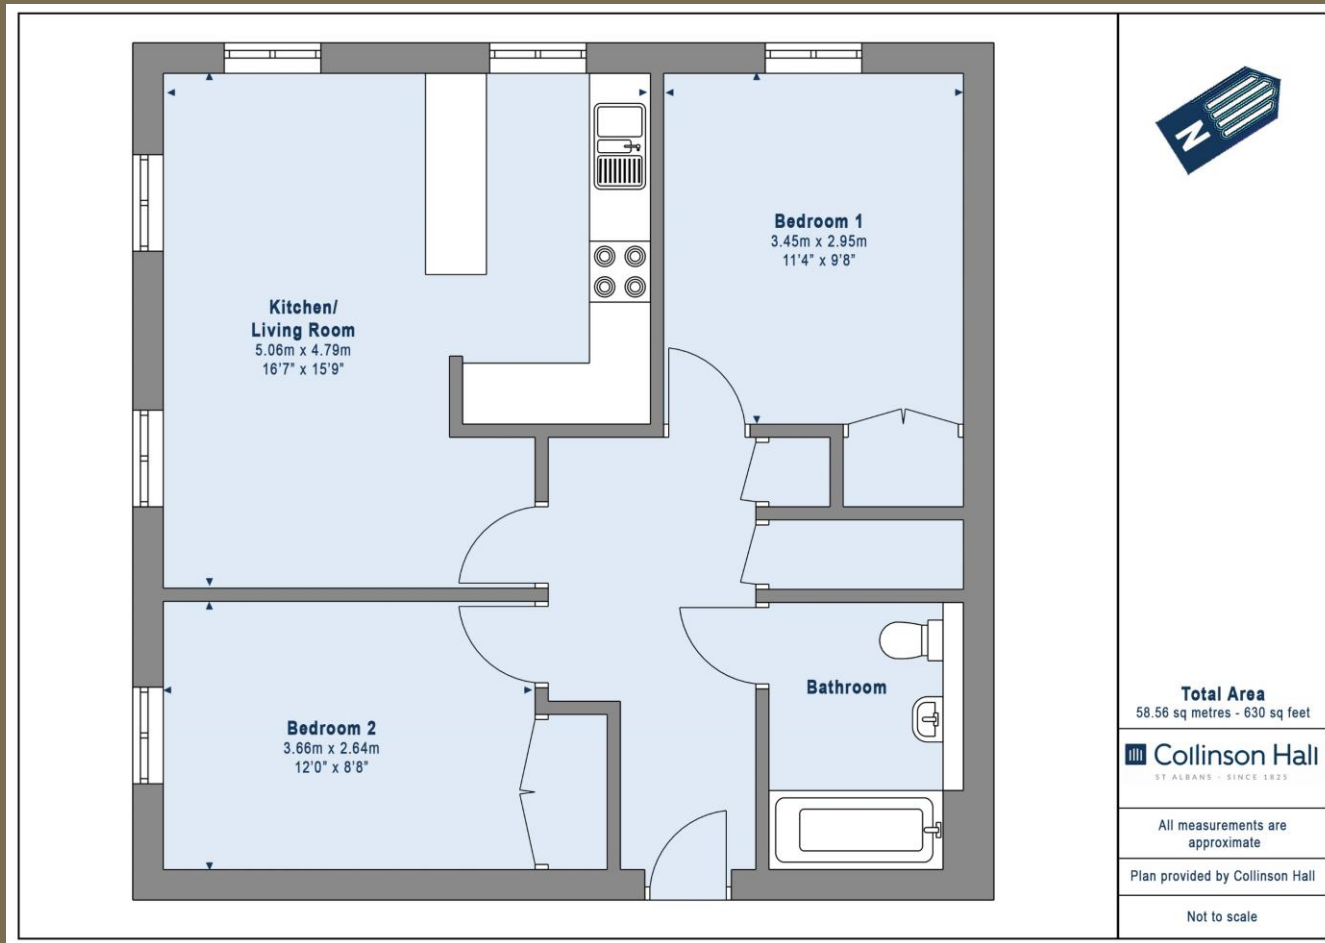 Kitchen/
Living Room
5.06m x 4.79m
16'7" x 15'9"
Bedroom 1
3.45m x 2.95m
11'4" x 9'8"
Bedroom 2
3.66m x 2.64m
12'0" x 8'8"
Bathroom
N
Total Area
58.56 sq metres - 630 sq feet
Collinson Hall
ST ALBANS - SINCE 1825
All measurements are
approximate
Plan provided by Collinson Hall
Not to scale